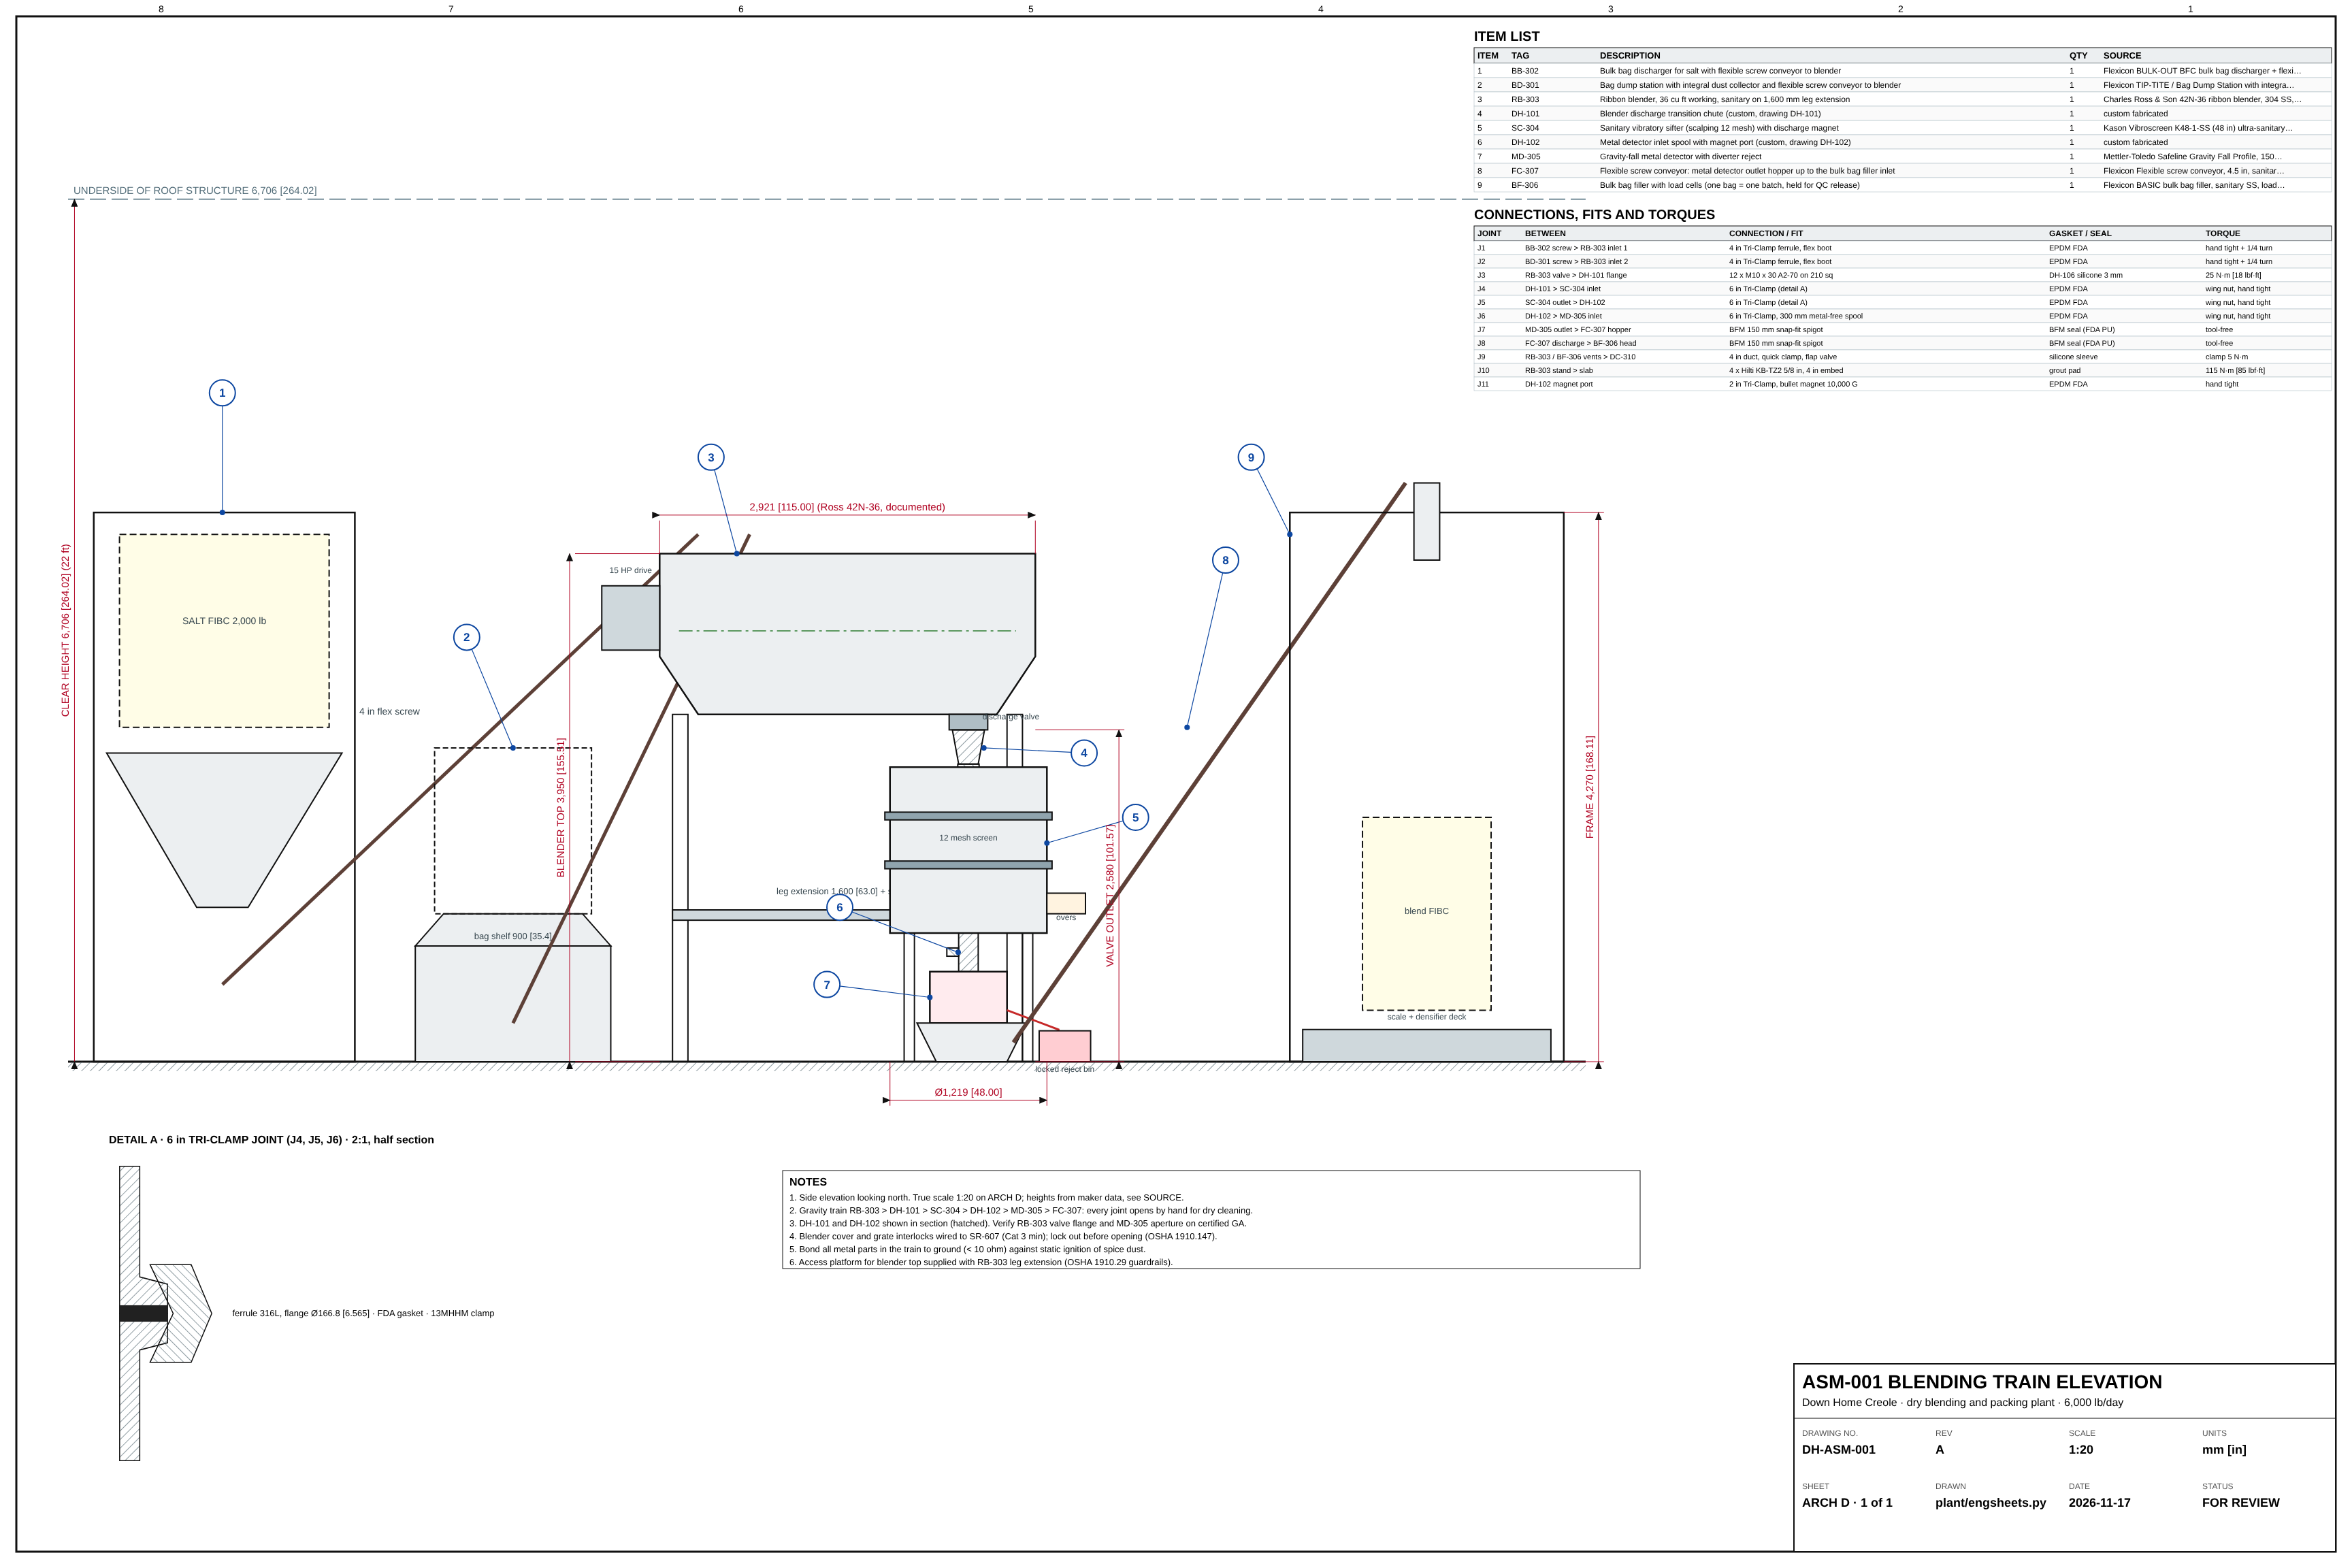 8 7 6 5 4 3 2 1
ITEM LIST
ITEM TAG DESCRIPTION QTY SOURCE
1 BB-302 Bulk bag discharger for salt with flexible screw conveyor to blender 1 Flexicon BULK-OUT BFC bulk bag discharger + flexi…
2 BD-301 Bag dump station with integral dust collector and flexible screw conveyor to blender 1 Flexicon TIP-TITE / Bag Dump Station with integra…
3 RB-303 Ribbon blender, 36 cu ft working, sanitary on 1,600 mm leg extension 1 Charles Ross & Son 42N-36 ribbon blender, 304 SS,…
4 DH-101 Blender discharge transition chute (custom, drawing DH-101) 1 custom fabricated
5 SC-304 Sanitary vibratory sifter (scalping 12 mesh) with discharge magnet 1 Kason Vibroscreen K48-1-SS (48 in) ultra-sanitary…
6 DH-102 Metal detector inlet spool with magnet port (custom, drawing DH-102) 1 custom fabricated
7 MD-305 Gravity-fall metal detector with diverter reject 1 Mettler-Toledo Safeline Gravity Fall Profile, 150…
8 FC-307 Flexible screw conveyor: metal detector outlet hopper up to the bulk bag filler inlet 1 Flexicon Flexible screw conveyor, 4.5 in, sanitar…
9 BF-306 Bulk bag filler with load cells (one bag = one batch, held for QC release) 1 Flexicon BASIC bulk bag filler, sanitary SS, load…
UNDERSIDE OF ROOF STRUCTURE 6,706 [264.02]
CONNECTIONS, FITS AND TORQUES
JOINT BETWEEN CONNECTION / FIT GASKET / SEAL TORQUE
J1 BB-302 screw > RB-303 inlet 1 4 in Tri-Clamp ferrule, flex boot EPDM FDA hand tight + 1/4 turn
J2 BD-301 screw > RB-303 inlet 2 4 in Tri-Clamp ferrule, flex boot EPDM FDA hand tight + 1/4 turn
J3 RB-303 valve > DH-101 flange 12 x M10 x 30 A2-70 on 210 sq DH-106 silicone 3 mm 25 N·m [18 lbf·ft]
J4 DH-101 > SC-304 inlet 6 in Tri-Clamp (detail A) EPDM FDA wing nut, hand tight
J5 SC-304 outlet > DH-102 6 in Tri-Clamp (detail A) EPDM FDA wing nut, hand tight
J6 DH-102 > MD-305 inlet 6 in Tri-Clamp, 300 mm metal-free spool EPDM FDA wing nut, hand tight
J7 MD-305 outlet > FC-307 hopper BFM 150 mm snap-fit spigot BFM seal (FDA PU) tool-free
J8 FC-307 discharge > BF-306 head BFM 150 mm snap-fit spigot BFM seal (FDA PU) tool-free
J9 RB-303 / BF-306 vents > DC-310 4 in duct, quick clamp, flap valve silicone sleeve clamp 5 N·m
J10 RB-303 stand > slab 4 x Hilti KB-TZ2 5/8 in, 4 in embed grout pad 115 N·m [85 lbf·ft]
J11 DH-102 magnet port 2 in Tri-Clamp, bullet magnet 10,000 G EPDM FDA hand tight
1
3
9
2,921 [115.00] (Ross 42N-36, documented)
8
15 HP drive
SALT FIBC 2,000 lb
2
CLEAR HEIGHT 6,706 [264.02] (22 ft)
4 in flex screw
discharge valve
4
BLENDER TOP 3,950 [155.51]
FRAME 4,270 [168.11]
5
12 mesh screen
VALVE OUTLET 2,580 [101.57]
leg extension 1,600 [63.0] +
6
overs
blend FIBC
bag shelf 900 [35.4]
7
scale + densifier deck
locked reject bin
Ø1,219 [48.00]
DETAIL A · 6 in TRI-CLAMP JOINT (J4, J5, J6) · 2:1, half section
ferrule 316L, flange Ø166.8 [6.565] · FDA gasket · 13MHHM clamp
NOTES
1. Side elevation looking north. True scale 1:20 on ARCH D; heights from maker data, see SOURCE.
2. Gravity train RB-303 > DH-101 > SC-304 > DH-102 > MD-305 > FC-307: every joint opens by hand for dry cleaning.
3. DH-101 and DH-102 shown in section (hatched). Verify RB-303 valve flange and MD-305 aperture on certified GA.
4. Blender cover and grate interlocks wired to SR-607 (Cat 3 min); lock out before opening (OSHA 1910.147).
5. Bond all metal parts in the train to ground (< 10 ohm) against static ignition of spice dust.
6. Access platform for blender top supplied with RB-303 leg extension (OSHA 1910.29 guardrails).
ASM-001 BLENDING TRAIN ELEVATION
Down Home Creole · dry blending and packing plant · 6,000 lb/day
DRAWING NO. REV SCALE UNITS
DH-ASM-001 A 1:20 mm [in]
SHEET DRAWN DATE STATUS
ARCH D · 1 of 1 plant/engsheets.py 2026-11-17 FOR REVIEW